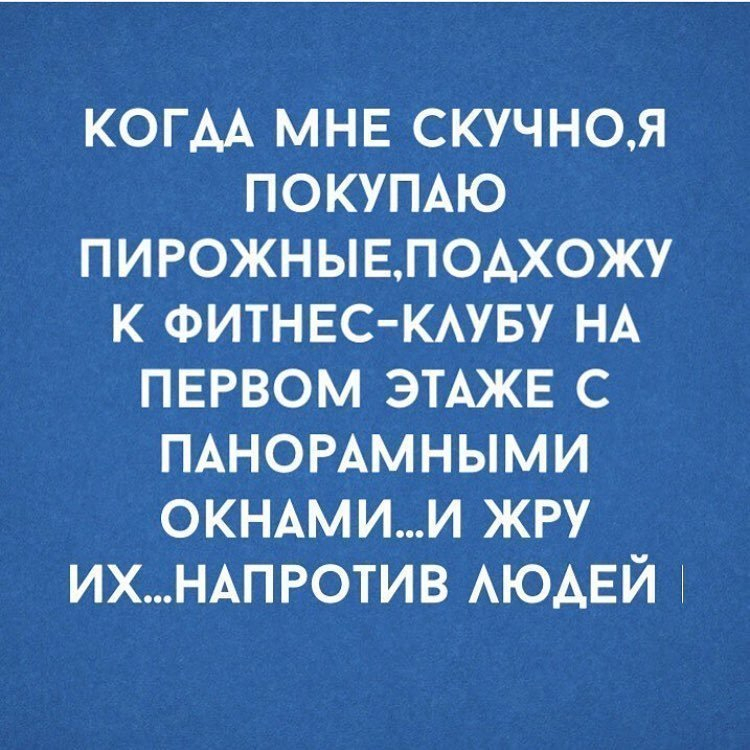 КОГДА МНЕ СКУЧНО,Я
ПОКУПАЮ
ПИРОЖНЫЕ,ПОДХОЖУ
К ФИТНЕС-КЛУБУ НА
ПЕРВОМ ЭТАЖЕ С
ПАНОРАМНЫМИ
ОКНАМИ...И ЖРУ
ИХ...НАПРОТИВ ЛЮДЕЙ |